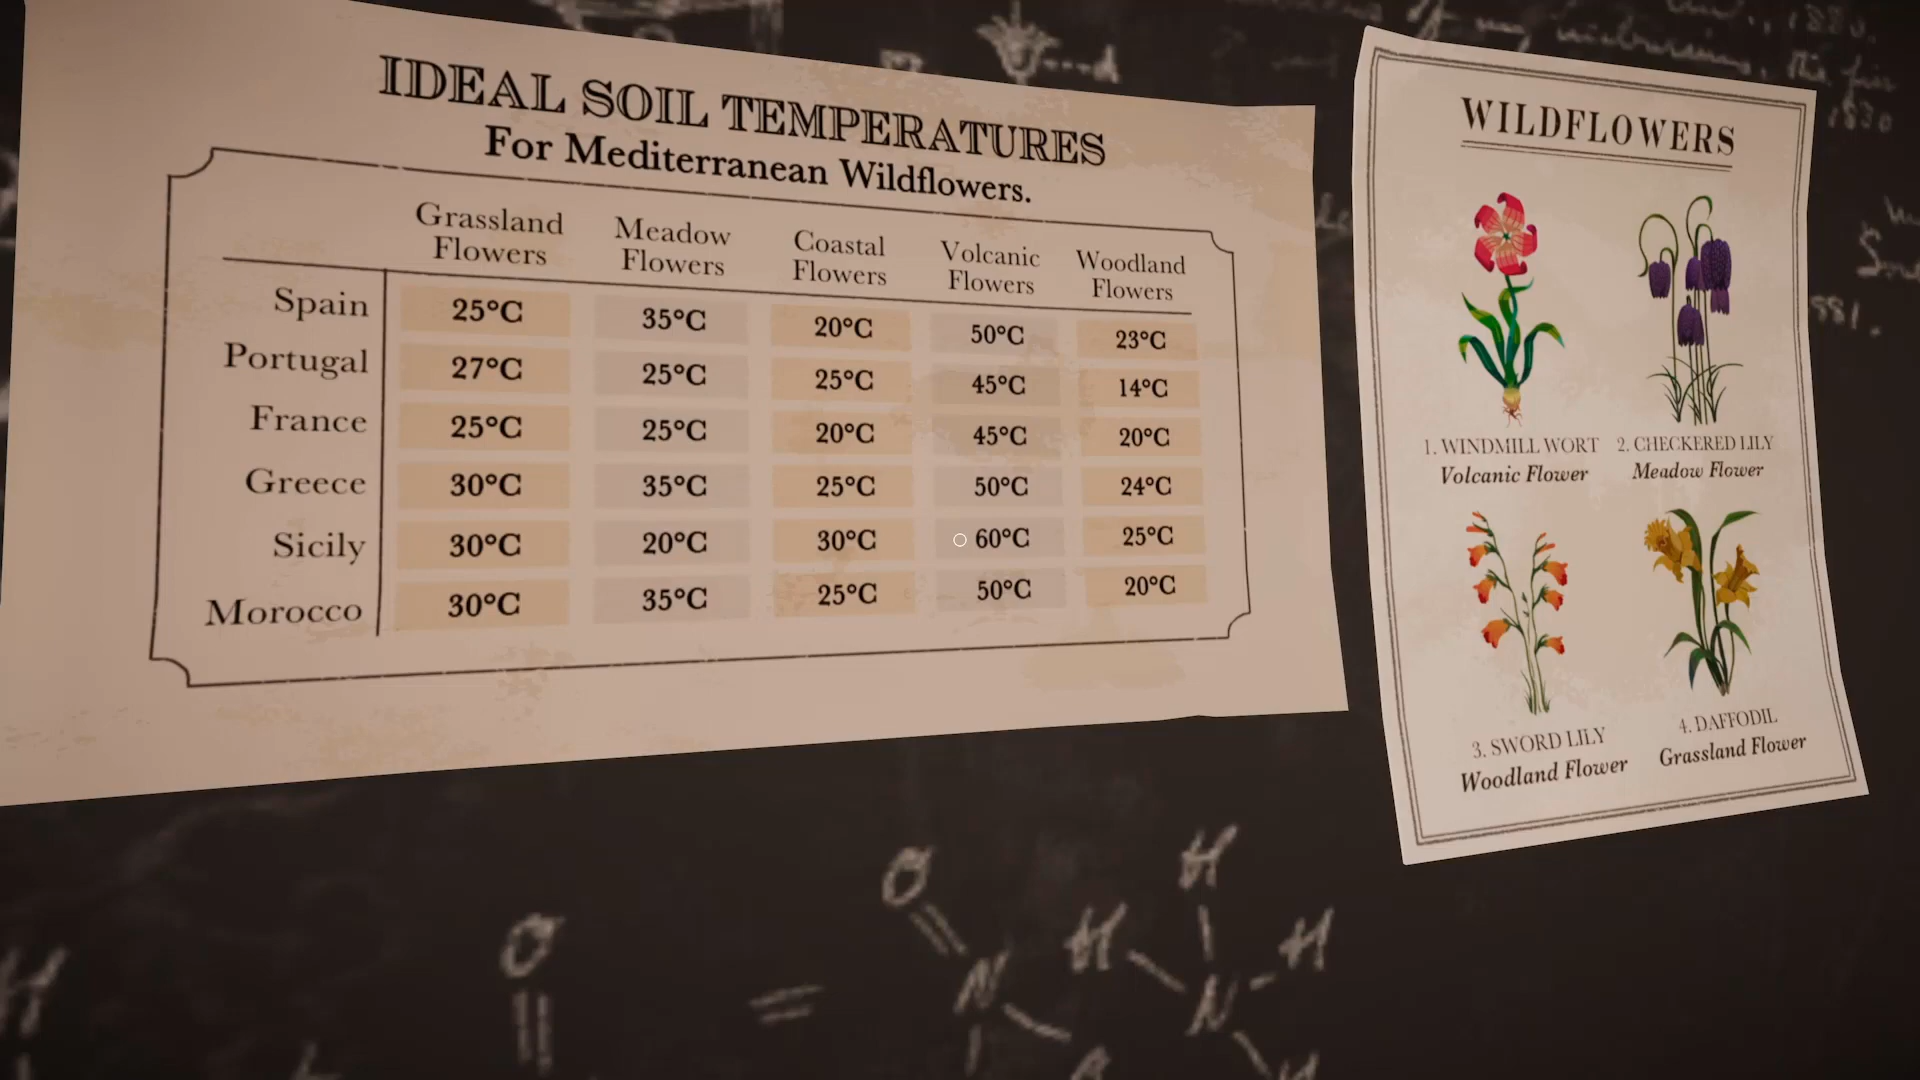 IDEAL SOIL TEMPERATURES
For Mediterranean Wildflowers.
Grassland Flowers Meadow Flowers Coastal Flowers Volcanic Flowers Woodland Flowers
Spain 25°C 35°C 20°C 50°C 23°C
Portugal 27°C 25°C 25°C 45°C 14°C
France 25°C 25°C 20°C 45°C 20°C
Greece 30°C 35°C 25°C 50°C 24°C
Sicily 30°C 20°C 30°C 60°C 25°C
Morocco 30°C 35°C 25°C 50°C 20°C
WILDFLOWERS
1. WINDMILL WORT
Volcanic Flower
2. CHECKERED LILY
Meadow Flower
3. SWORD LILY
Woodland Flower
4. DAFFODIL
Grassland Flower
1880.
1830
881.
O
O
H
H
H
H
N
N
=